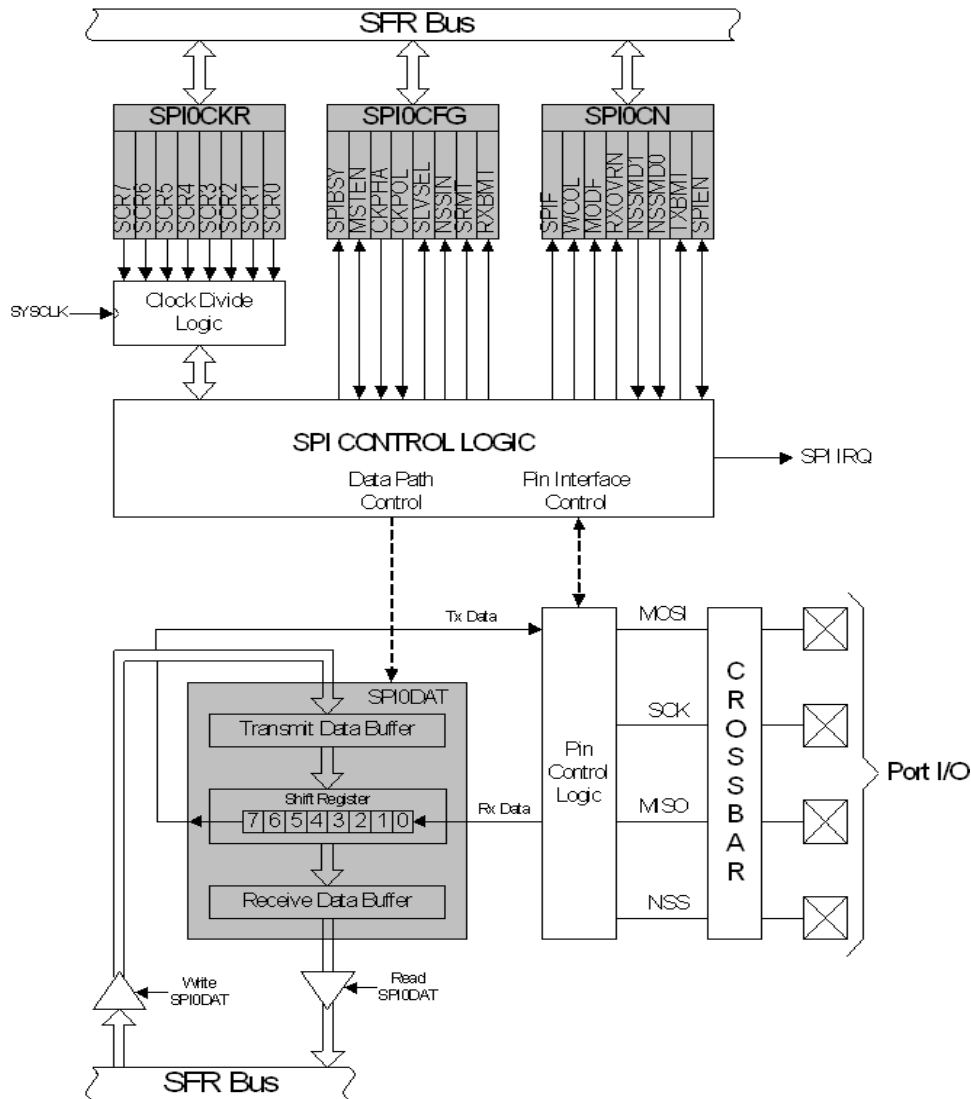 SFR Bus
SPI0CKR
SPI0CFG
SPI0CN
SCR7
SCR6
SCR5
SCR4
SCR3
SCR2
SCR1
SCR0
SPIBSY
MSTEN
CKPHA
CKPOL
SLVSEL
NSSIN
SRMT
RXBMT
SPIF
WCOL
MODF
RXOVRN
NSSMD1
NSSMD0
TXBMT
SPIEN
SYSCLK
Clock Divide
Logic
SPI CONTROL LOGIC
SPI IRQ
Data Path
Control
Pin Interface
Control
Tx Data
MOSI
SPI0DAT
Transmit Data Buffer
SCK
Shift Register
7 6 5 4 3 2 1 0
Rx Data
Pin
Control
Logic
MISO
CROSSBAR
Port I/O
Receive Data Buffer
NSS
Write
SPI0DAT
Read
SPI0DAT
SFR Bus